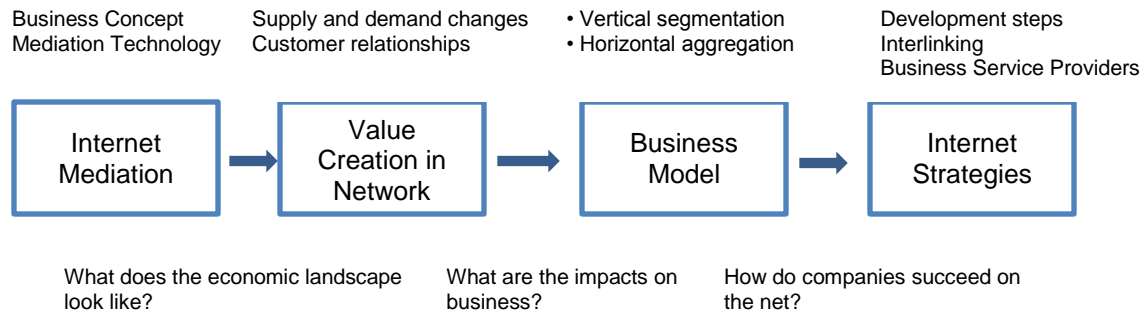 Business Concept
Mediation Technology
Supply and demand changes
Customer relationships
• Vertical segmentation
• Horizontal aggregation
Development steps
Interlinking
Business Service Providers
Internet
Mediation
Value
Creation in
Network
Business
Model
Internet
Strategies
What does the economic landscape
look like?
What are the impacts on
business?
How do companies succeed on
the net?